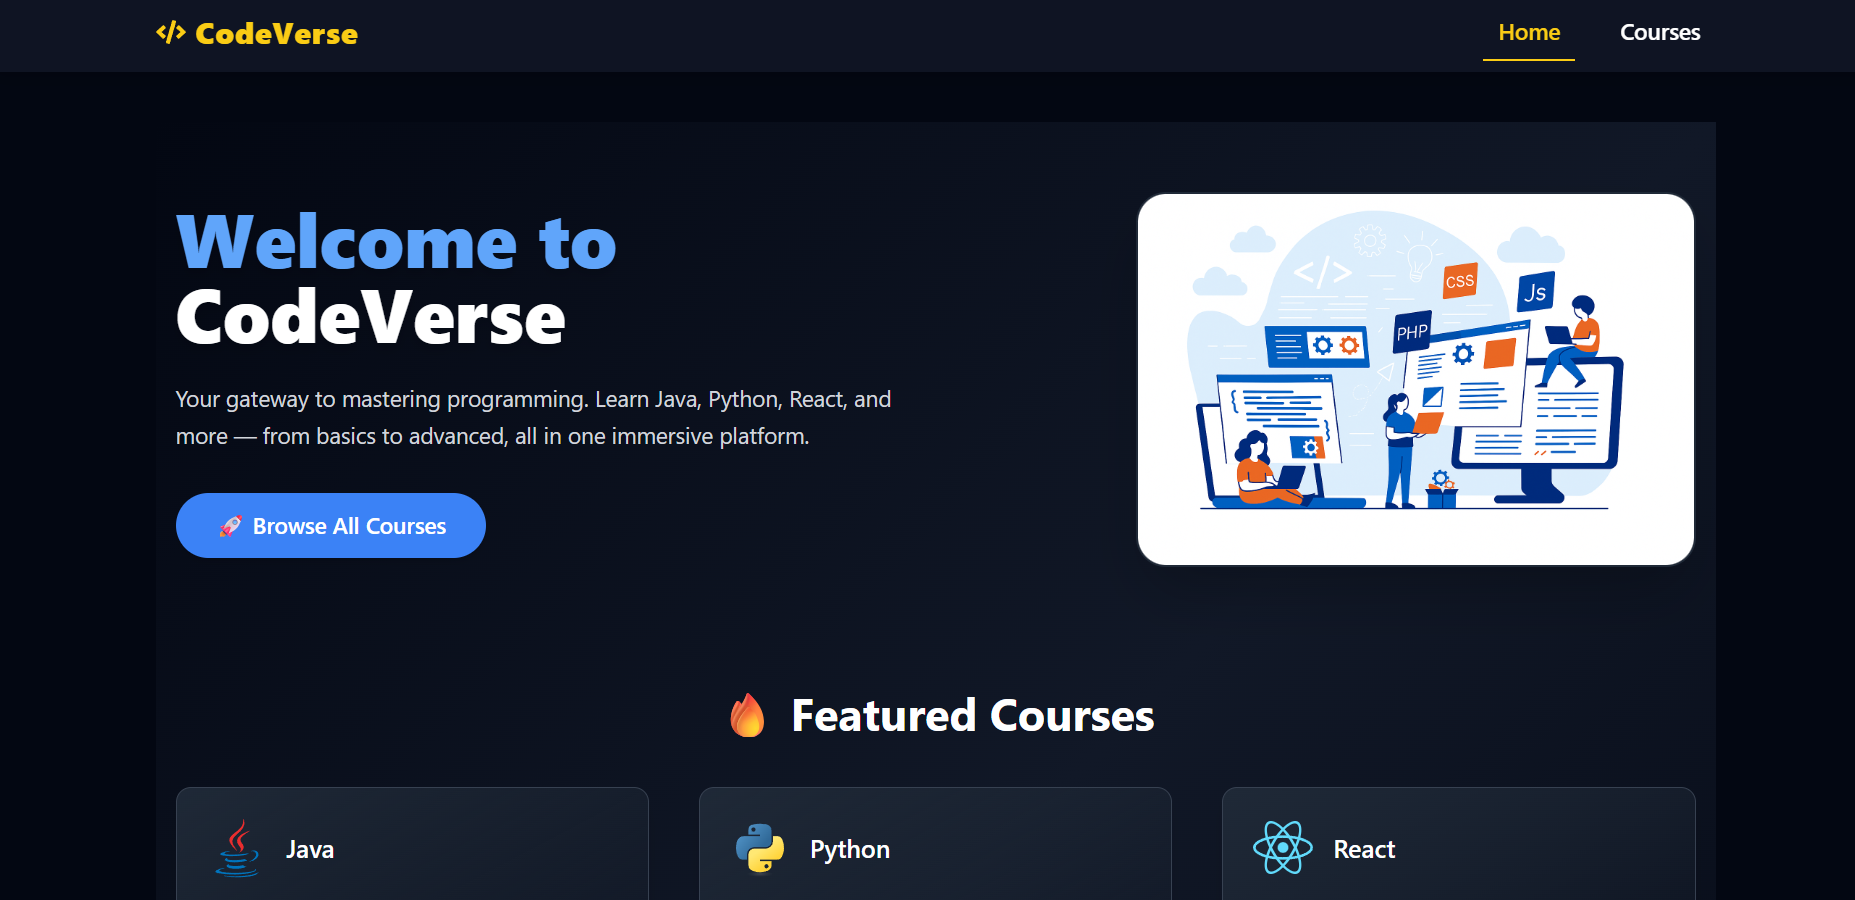 </> CodeVerse
Home
Courses
Welcome to
CodeVerse
Your gateway to mastering programming. Learn Java, Python, React, and
more — from basics to advanced, all in one immersive platform.
🚀 Browse All Courses
</>
CSS
Js
PHP
🔥 Featured Courses
Java
Python
React